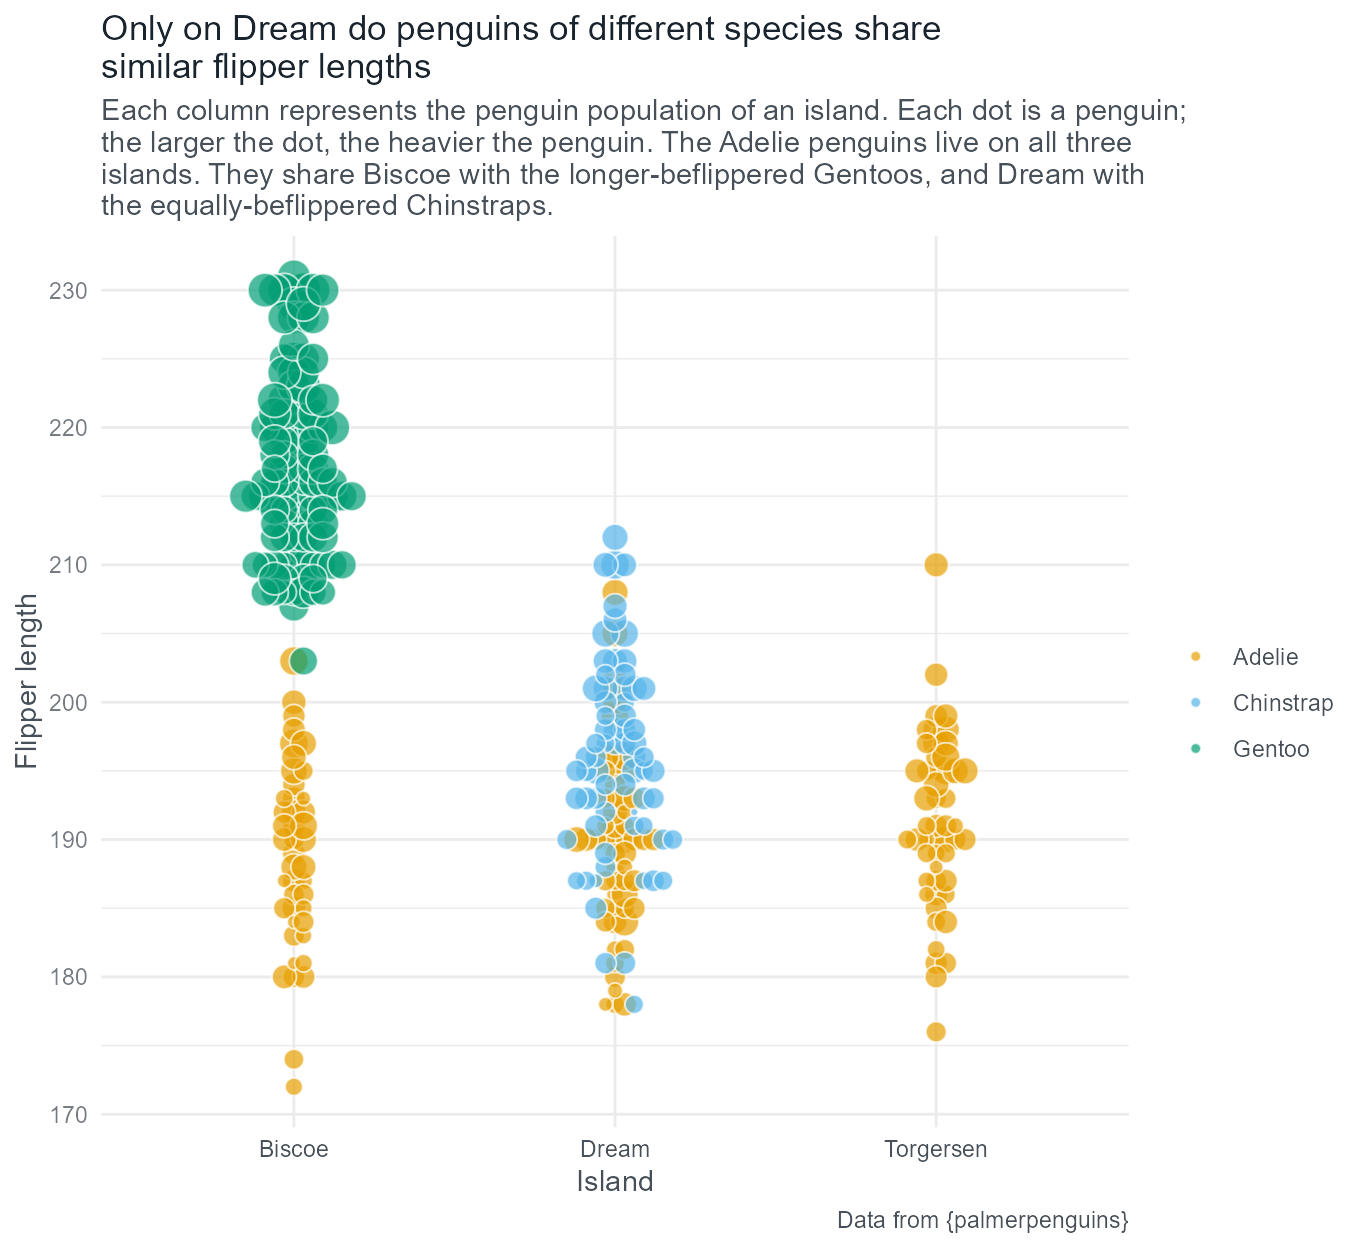 Only on Dream do penguins of different species share
similar flipper lengths
Each column represents the penguin population of an island. Each dot is a penguin;
the larger the dot, the heavier the penguin. The Adelie penguins live on all three
islands. They share Biscoe with the longer-beflippered Gentoos, and Dream with
the equally-beflippered Chinstraps.
230
220
210
200
190
180
170
Flipper length
Biscoe
Dream
Torgersen
Island
Adelie
Chinstrap
Gentoo
Data from {palmerpenguins}